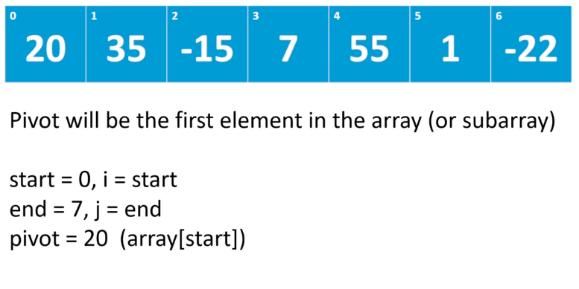 0 1 2 3 4 5 6
20 35 -15 7 55 1 -22
Pivot will be the first element in the array (or subarray)
start = 0, i = start
end = 7, j = end
pivot = 20 (array[start])